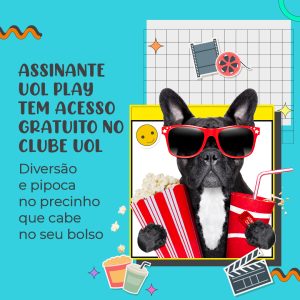 ASSINANTE
UOL PLAY
TEM ACESSO
GRATUITO NO
CLUBE UOL
Diversão
e pipoca
no precinho
que cabe
no seu bolso